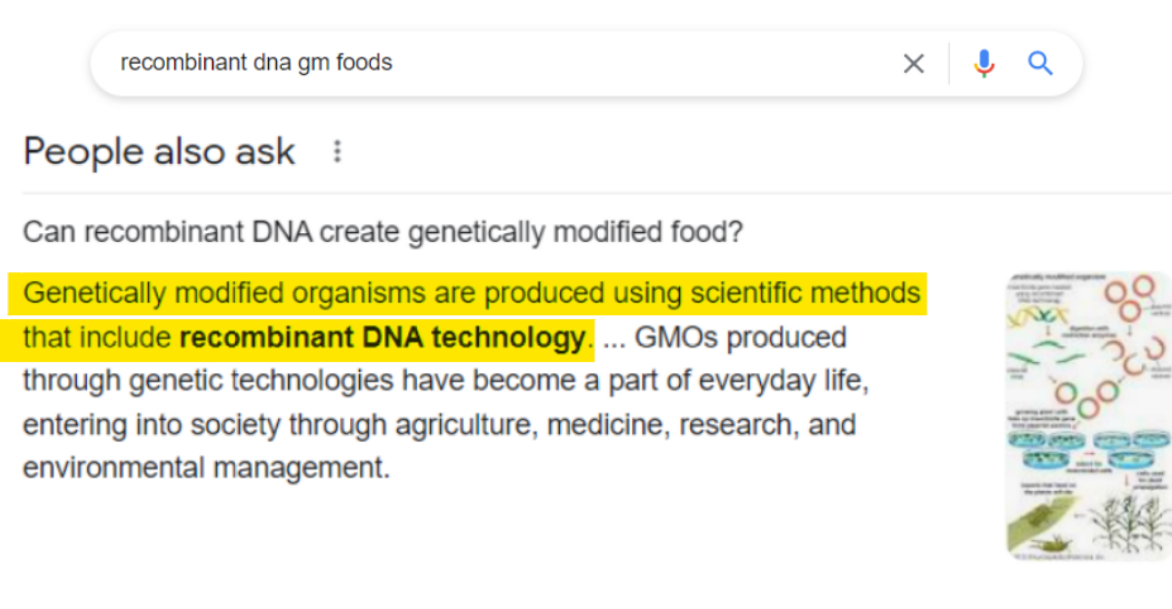 recombinant dna gm foods
People also ask
Can recombinant DNA create genetically modified food?
Genetically modified organisms are produced using scientific methods
that include recombinant DNA technology. ... GMOs produced
through genetic technologies have become a part of everyday life,
entering into society through agriculture, medicine, research, and
environmental management.